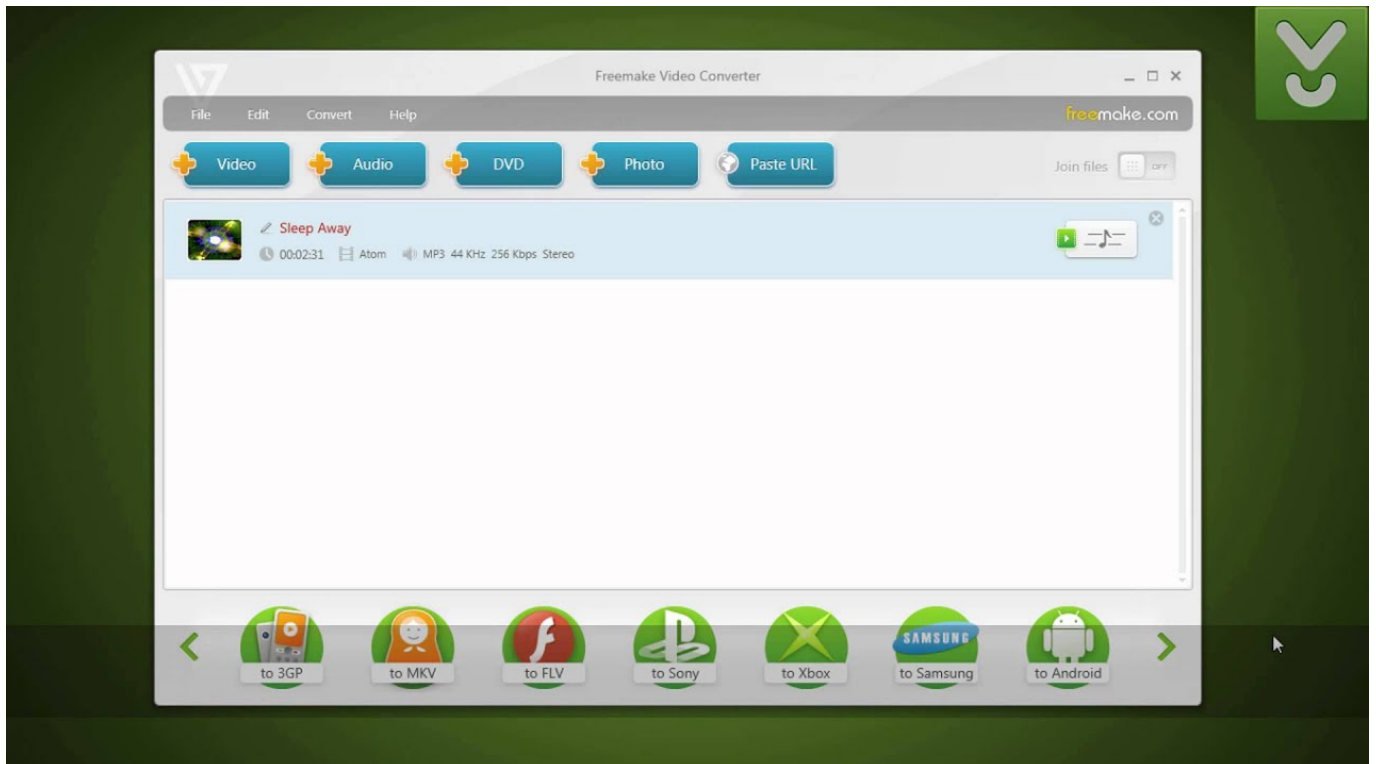 Freemake Video Converter
File Edit Convert Help freemake.com
Video Audio DVD Photo Paste URL Join files OFF
Sleep Away
00:02:31 Atom MP3 44 KHz 256 Kbps Stereo
SAMSUNG
to 3GP to MKV to FLV to Sony to Xbox to Samsung to Android